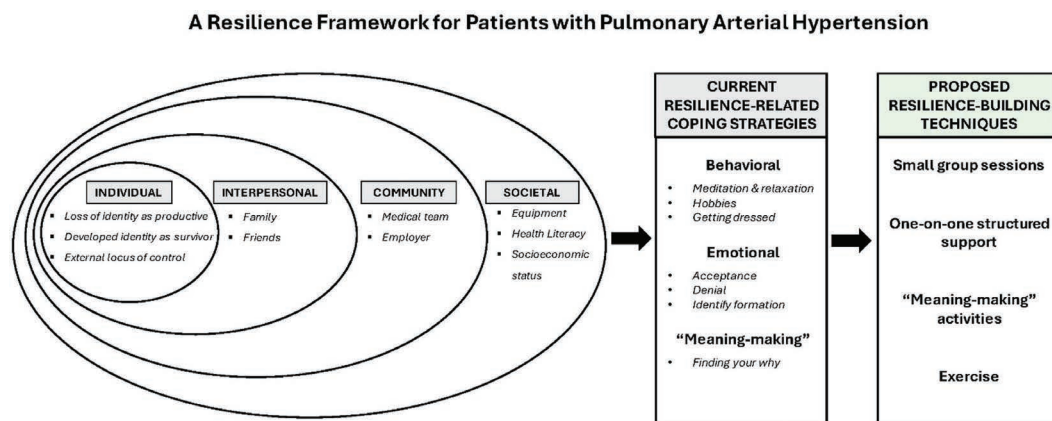 A Resilience Framework for Patients with Pulmonary Arterial Hypertension
INDIVIDUAL
Loss of identity as productive
Developed identity as survivor
External locus of control
INTERPERSONAL
Family
Friends
COMMUNITY
Medical team
Employer
SOCIETAL
Equipment
Health Literacy
Socioeconomic
status
CURRENT
RESILIENCE-RELATED
COPING STRATEGIES
Behavioral
Meditation & relaxation
Hobbies
Getting dressed
Emotional
Acceptance
Denial
Identify formation
“Meaning-making”
Finding your why
PROPOSED
RESILIENCE-BUILDING
TECHNIQUES
Small group sessions
One-on-one structured
support
“Meaning-making”
activities
Exercise